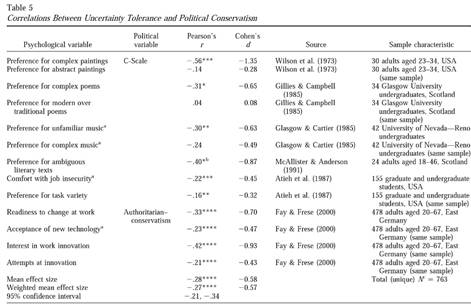 Table 5
Correlations Between Uncertainty Tolerance and Political Conservatism
Psychological variable Political variable Pearson's r Cohen's d Source Sample characteristic
Preference for complex paintings C-Scale −.56*** −1.35 Wilson et al. (1973) 30 adults aged 23–34, USA
Preference for abstract paintings −.14 −0.28 Wilson et al. (1973) 30 adults aged 23–34, USA
(same sample)
Preference for complex poems −.31* −0.65 Gillies & Campbell 34 Glasgow University
(1985) undergraduates, Scotland
Preference for modern over .04 0.08 Gillies & Campbell 34 Glasgow University
traditional poems (1985) undergraduates, Scotland
(same sample)
Preference for unfamiliar musicᵃ −.30** −0.63 Glasgow & Cartier (1985) 42 University of Nevada—Reno
undergraduates
Preference for complex musicᵃ −.24 −0.49 Glasgow & Cartier (1985) 42 University of Nevada—Reno
undergraduates (same sample)
Preference for ambiguous −.40*ᵇ −0.87 McAllister & Anderson 24 adults aged 18–46, Scotland
literary texts (1991)
Comfort with job insecurityᵃ −.22*** −0.45 Atieh et al. (1987) 155 graduate and undergraduate
students, USA
Preference for task variety −.16** −0.32 Atieh et al. (1987) 155 graduate and undergraduate
students, USA (same sample)
Readiness to change at work Authoritarian– −.33**** −0.70 Fay & Frese (2000) 478 adults aged 20–67, East
conservatism Germany
Acceptance of new technologyᵃ −.23**** −0.47 Fay & Frese (2000) 478 adults aged 20–67, East
Germany (same sample)
Interest in work innovation −.42**** −0.93 Fay & Frese (2000) 478 adults aged 20–67, East
Germany (same sample)
Attempts at innovation −.21**** −0.43 Fay & Frese (2000) 478 adults aged 20–67, East
Germany (same sample)
Mean effect size −.28**** −0.58 Total (unique) Nᶜ = 763
Weighted mean effect size −.27**** −0.57
95% confidence interval −.21, −.34